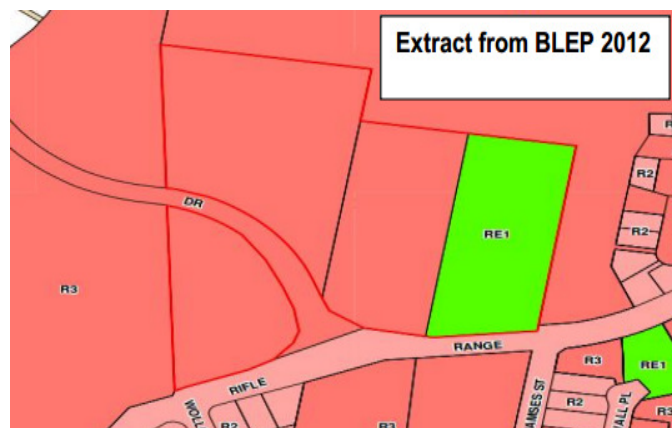 Extract from BLEP 2012
R2
DR
R2
RE1
R3
RANGE
R3
RE1
RIFLE
R2
R2
R3
R3